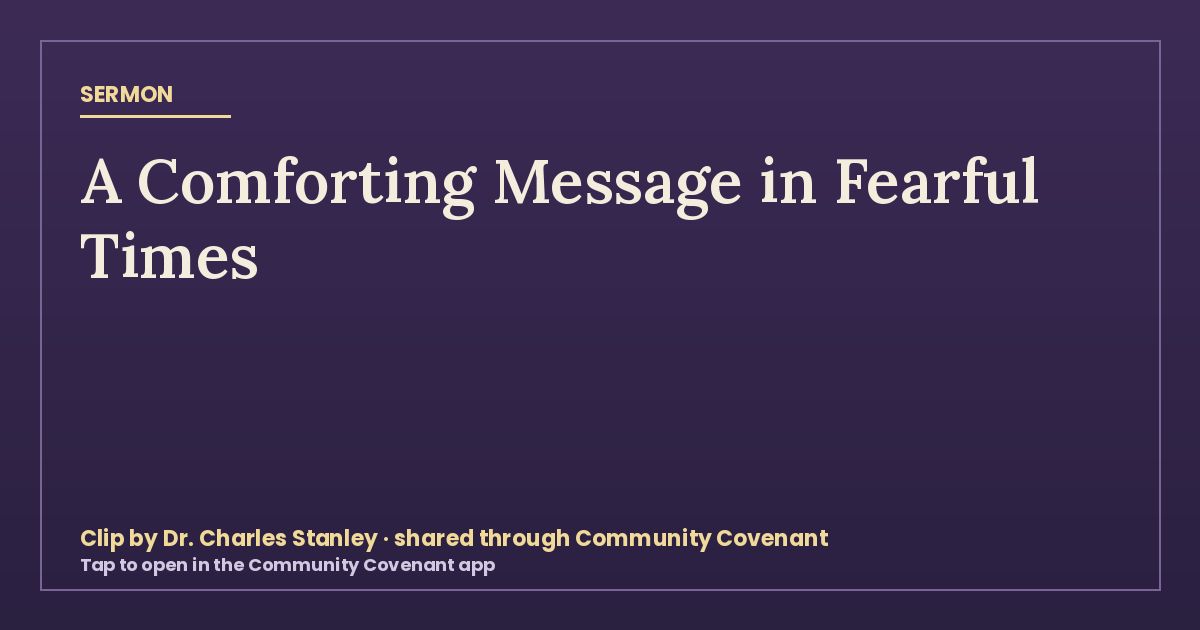 SERMON
A Comforting Message in Fearful
Times
Clip by Dr. Charles Stanley · shared through Community Covenant
Tap to open in the Community Covenant app